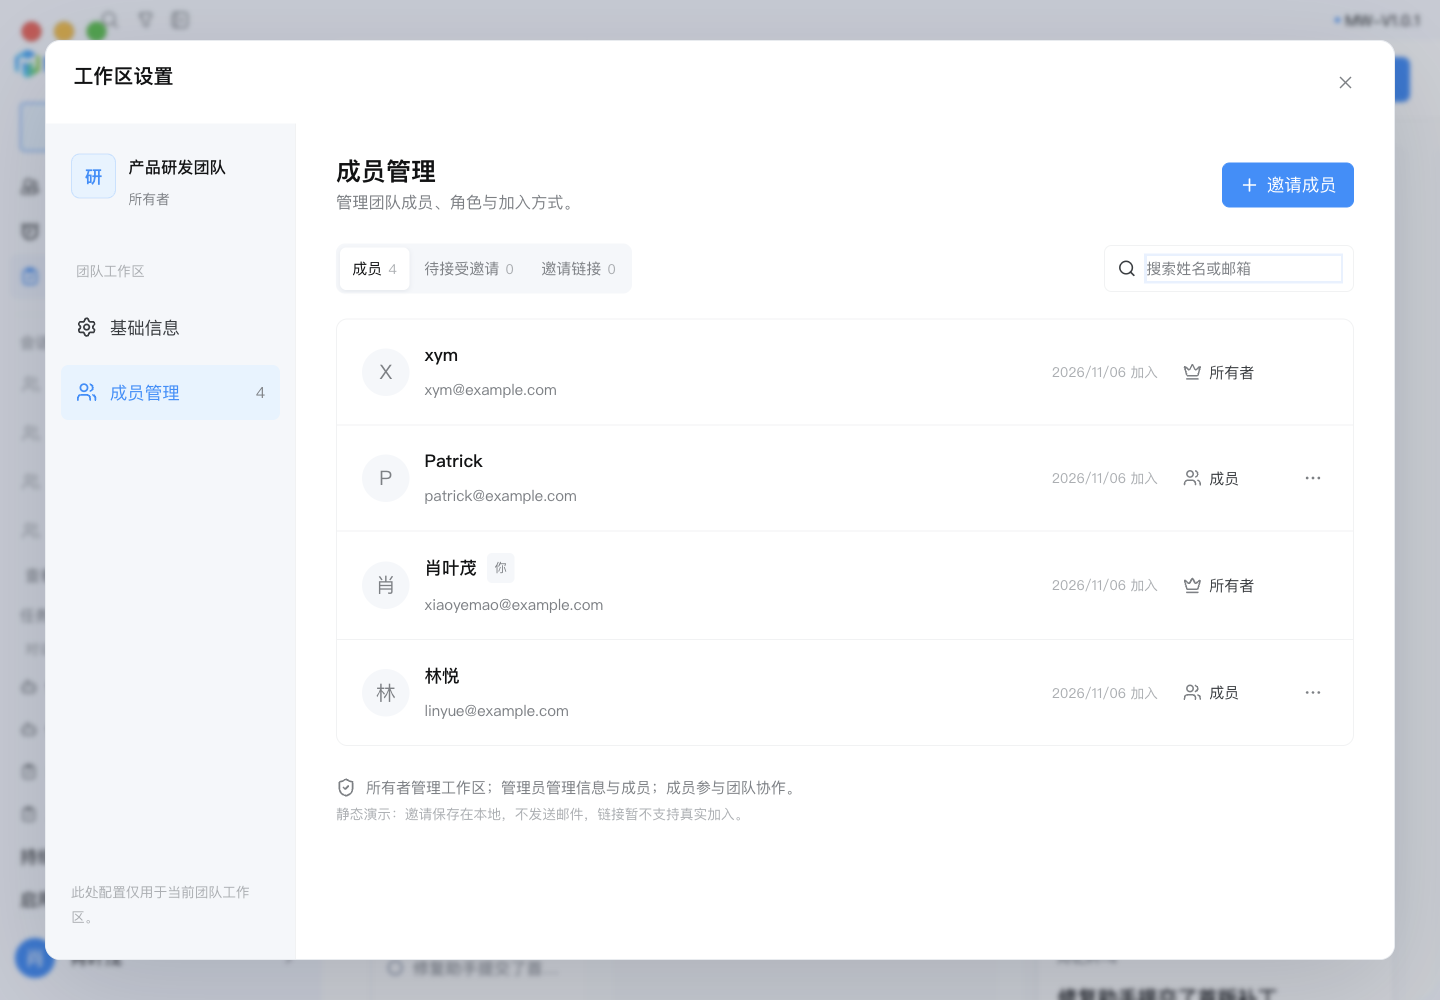 MW-V1.0.1
工作区设置
研
产品研发团队
所有者
团队工作区
基础信息
成员管理 4
此处配置仅用于当前团队工作
区。
成员管理
管理团队成员、角色与加入方式。
邀请成员
成员 4 待接受邀请 0 邀请链接 0
搜索姓名或邮箱
X
xym
xym@example.com
2026/11/06 加入
所有者
P
Patrick
patrick@example.com
2026/11/06 加入
成员
肖
肖叶茂 你
xiaoyemao@example.com
2026/11/06 加入
所有者
林
林悦
linyue@example.com
2026/11/06 加入
成员
所有者管理工作区；管理员管理信息与成员；成员参与团队协作。
静态演示：邀请保存在本地，不发送邮件，链接暂不支持真实加入。